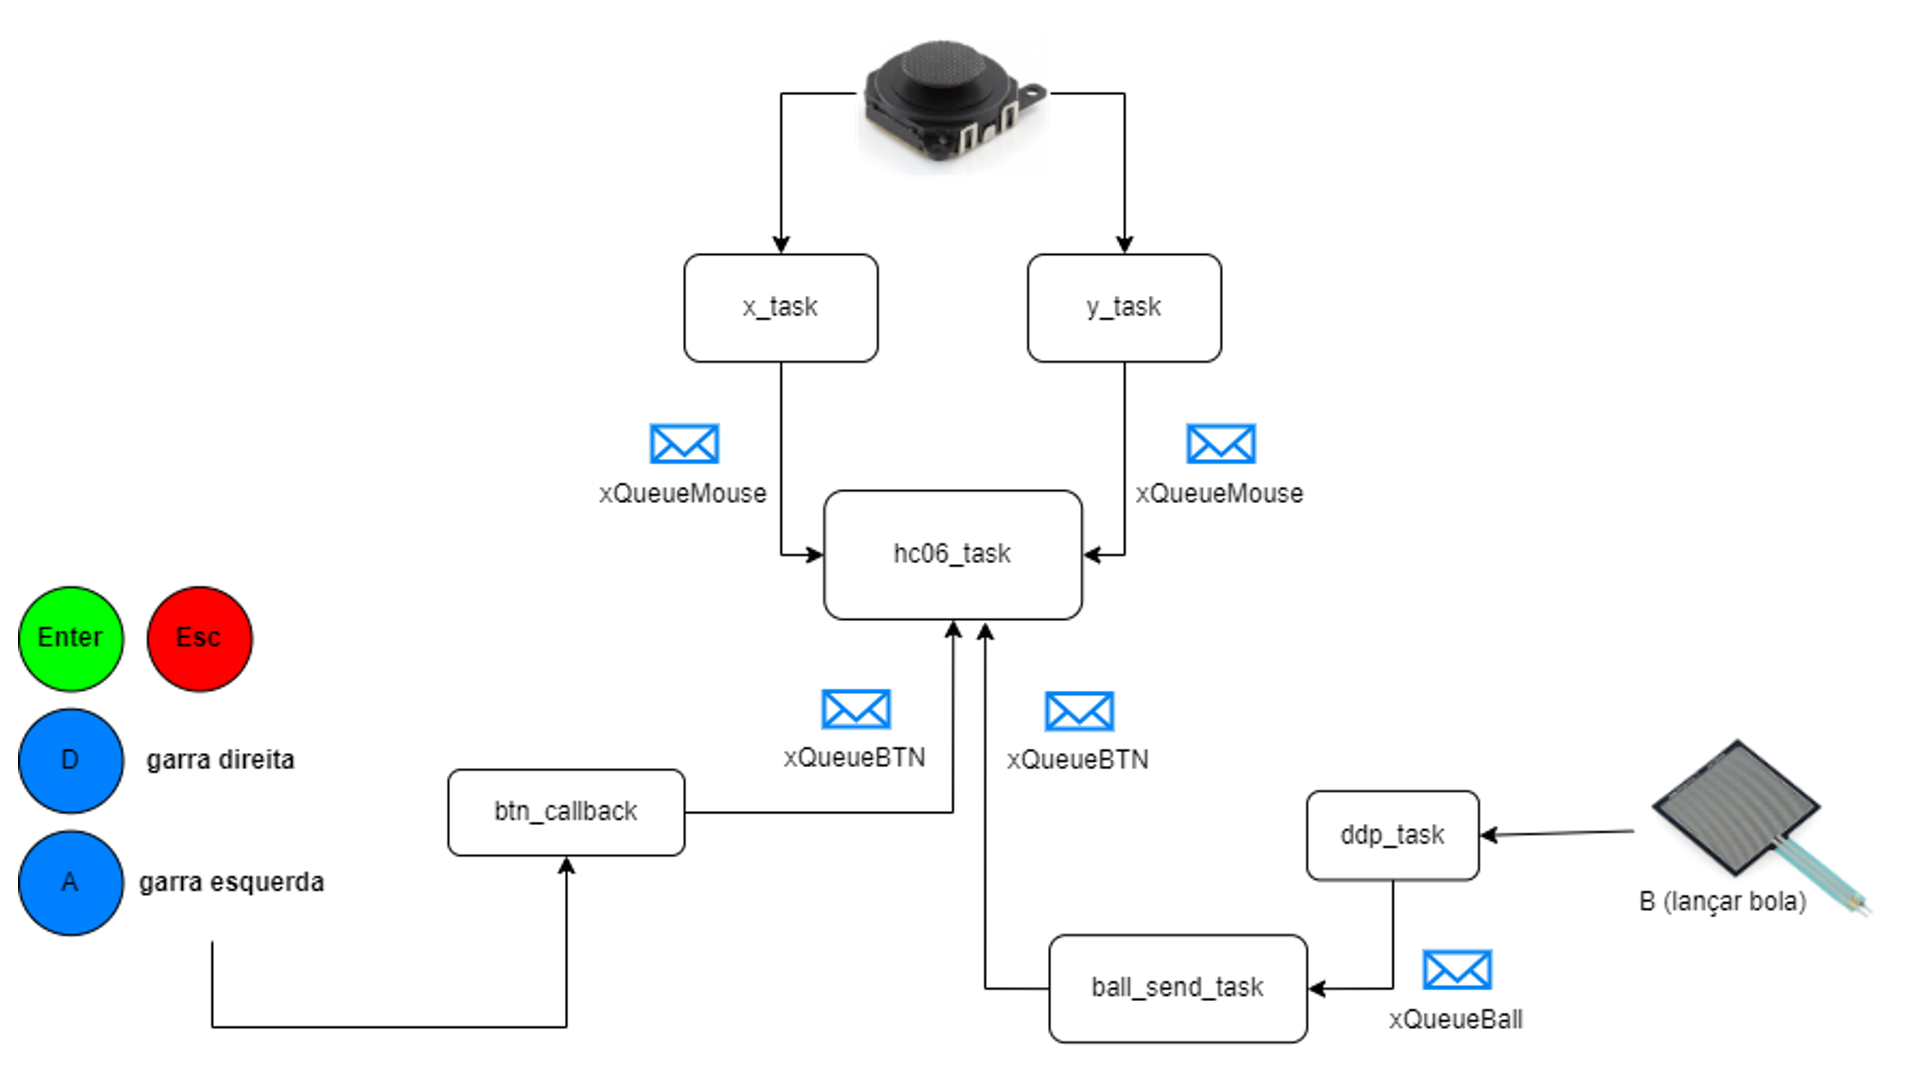 x_task
y_task
xQueueMouse
xQueueMouse
hc06_task
Enter
Esc
D
garra direita
xQueueBTN
xQueueBTN
btn_callback
ddp_task
A
garra esquerda
B (lançar bola)
ball_send_task
xQueueBall